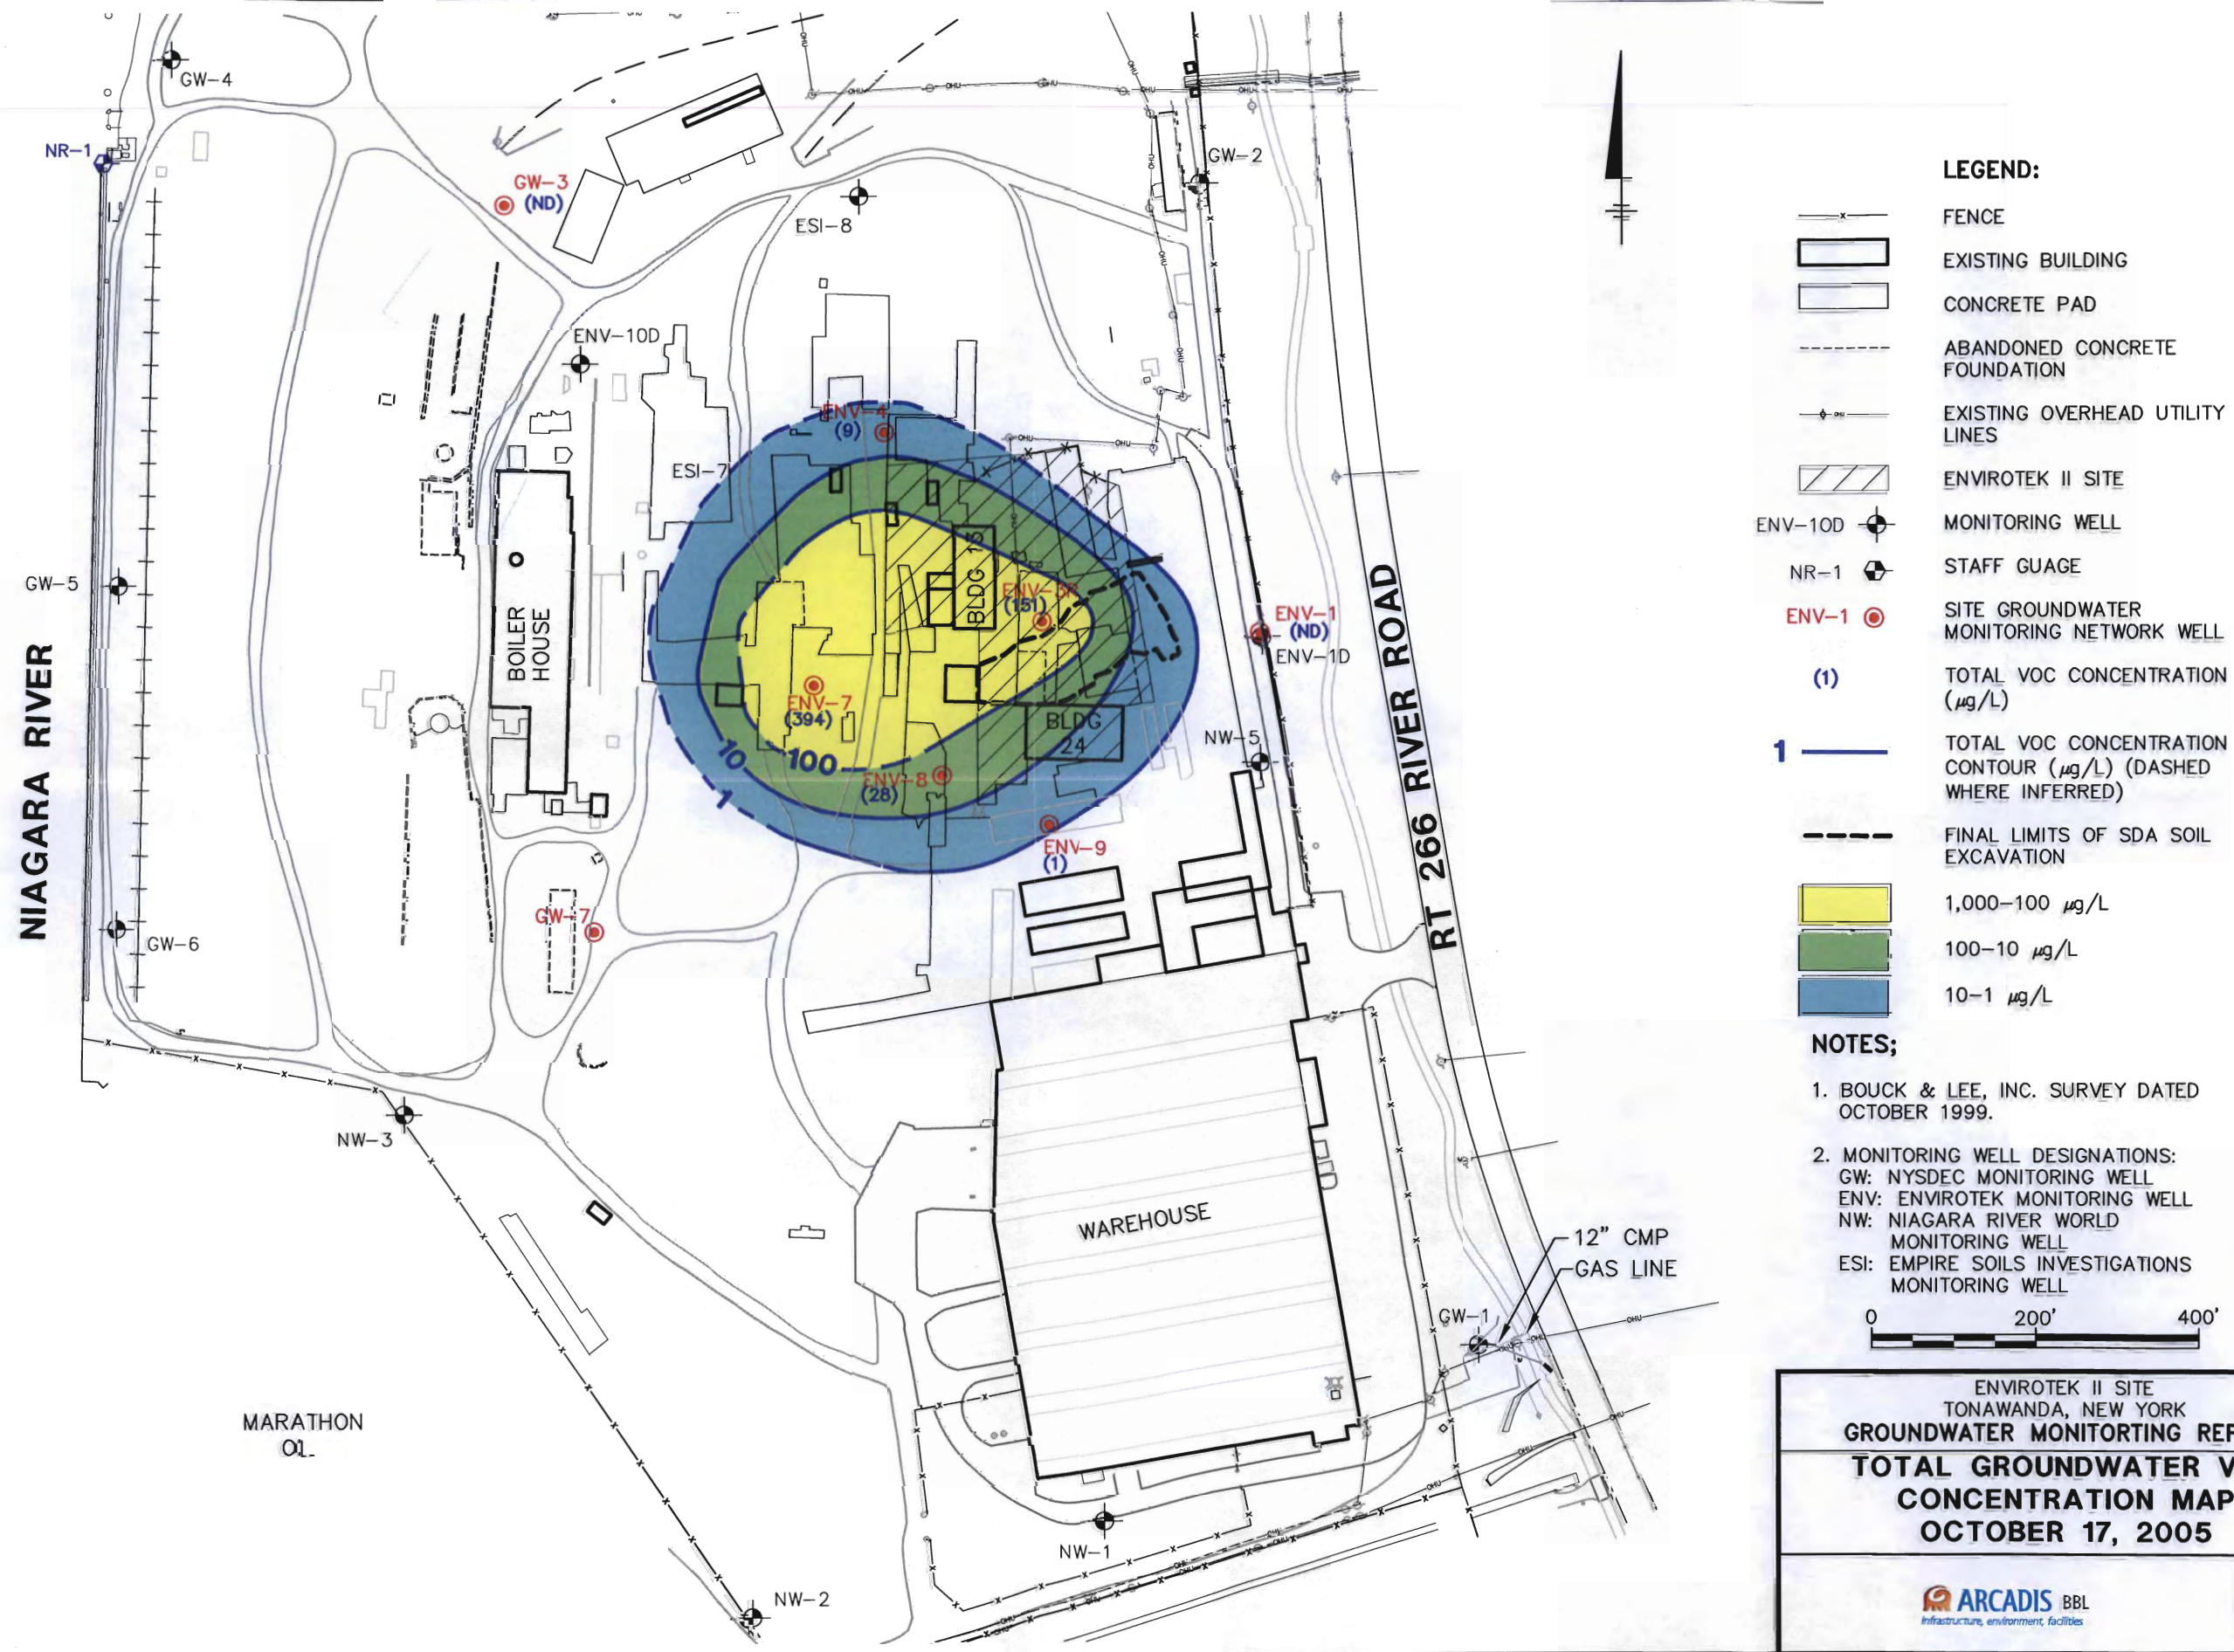 GW-4
NR-1
GW-3
(ND)
GW-2
ESI-8
ENV-10D
ENV-4
(9)
ESI-7
BLDG 13
ENV-3R
(151)
GW-5
BOILER
HOUSE
ENV-1
(ND)
ENV-1D
ENV-7
(394)
BLDG
24
NW-5
10
100
ENV-8
(28)
1
ENV-9
(1)
GW-7
GW-6
NIAGARA RIVER
RT 266 RIVER ROAD
NW-3
WAREHOUSE
12" CMP
GAS LINE
GW-1
MARATHON
OIL
NW-1
NW-2
LEGEND:
FENCE
EXISTING BUILDING
CONCRETE PAD
ABANDONED CONCRETE
FOUNDATION
OHU
EXISTING OVERHEAD UTILITY
LINES
ENVIROTEK II SITE
ENV-10D
MONITORING WELL
NR-1
STAFF GUAGE
ENV-1
SITE GROUNDWATER
MONITORING NETWORK WELL
(1)
TOTAL VOC CONCENTRATION
(µg/L)
1
TOTAL VOC CONCENTRATION
CONTOUR (µg/L) (DASHED
WHERE INFERRED)
FINAL LIMITS OF SDA SOIL
EXCAVATION
1,000-100 µg/L
100-10 µg/L
10-1 µg/L
NOTES;
1. BOUCK & LEE, INC. SURVEY DATED
OCTOBER 1999.
2. MONITORING WELL DESIGNATIONS:
GW: NYSDEC MONITORING WELL
ENV: ENVIROTEK MONITORING WELL
NW: NIAGARA RIVER WORLD
MONITORING WELL
ESI: EMPIRE SOILS INVESTIGATIONS
MONITORING WELL
0 200' 400'
ENVIROTEK II SITE
TONAWANDA, NEW YORK
GROUNDWATER MONITORTING REP
TOTAL GROUNDWATER V
CONCENTRATION MAP
OCTOBER 17, 2005
ARCADIS BBL
Infrastructure, environment, facilities